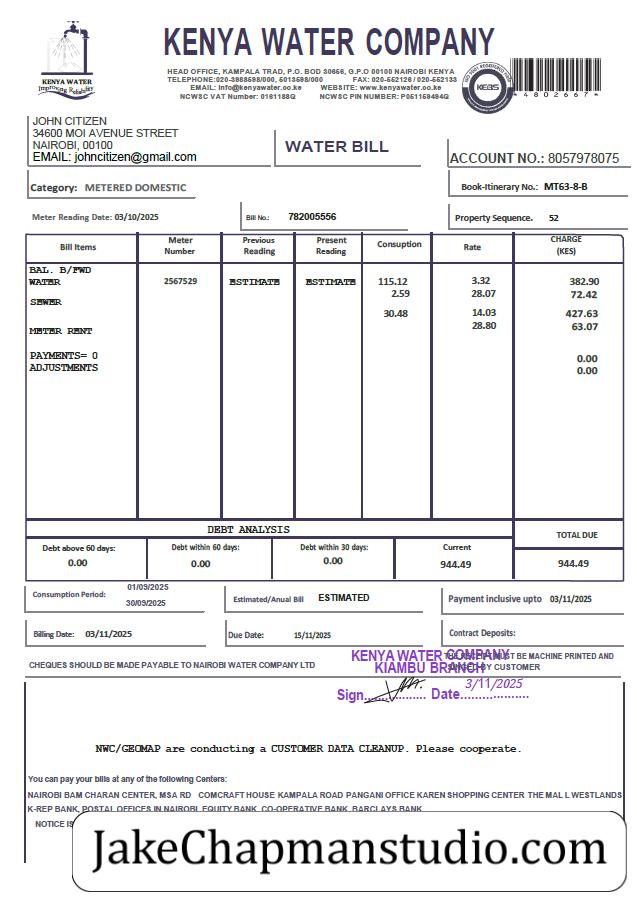 KENYA WATER COMPANY
KENYA WATER
Improving Reliability
HEAD OFFICE, KAMPALA TRAD, P.O. BOD 30656, G.P.O 00100 NAIROBI KENYA
TELEPHONE:020-3988598/000, 6013598/000 FAX: 020-552126 / 020-552133
EMAIL: info@kenyawater.oo.ke WEBSITE: www.kenyawater.oo.ke
NCWSC VAT Number: 0161188Q NCWSC PIN NUMBER: P051158494Q
KEBS
*4802667*
JOHN CITIZEN
34600 MOI AVENUE STREET
NAIROBI, 00100
EMAIL: johncitizen@gmail.com
WATER BILL
ACCOUNT NO.: 8057978075
Category: METERED DOMESTIC
Book-Itinerary No.: MT63-8-B
Meter Reading Date: 03/10/2025
Bill No.: 782005556
Property Sequence. 52
Bill Items Meter Number Previous Reading Present Reading Consuption Rate CHARGE (KES)
BAL. B/FWD
WATER 2567529 ESTIMATE ESTIMATE 115.12 3.32 382.90
2.59 28.07 72.42
SEWER
30.48 14.03 427.63
28.80 63.07
METER RENT
PAYMENTS= 0 0.00
ADJUSTMENTS 0.00
DEBT ANALYSIS
TOTAL DUE
Debt above 60 days: Debt within 60 days: Debt within 30 days: Current
0.00 0.00 0.00 944.49 944.49
Consumption Period: 01/09/2025
30/09/2025
Estimated/Anual Bill ESTIMATED
Payment inclusive upto 03/11/2025
Billing Date: 03/11/2025
Due Date: 15/11/2025
Contract Deposits:
CHEQUES SHOULD BE MADE PAYABLE TO NAIROBI WATER COMPANY LTD
KENYA WATER COMPANY
KIAMBU BRANCH
MUST BE MACHINE PRINTED AND
BY CUSTOMER
Sign................ Date.................
3/11/2025
NWC/GEOMAP are conducting a CUSTOMER DATA CLEANUP. Please cooperate.
You can pay your bills at any of the following Centers:
NAIROBI BAM CHARAN CENTER, MSA RD COMCRAFT HOUSE KAMPALA ROAD PANGANI OFFICE KAREN SHOPPING CENTER THE MAL L WESTLANDS
K-REP BANK, POSTAL OFFICES IN NAIROBI, EQUITY BANK, CO-OPERATIVE BANK, BARCLAYS BANK
NOTICE IS
JakeChapmanstudio.com